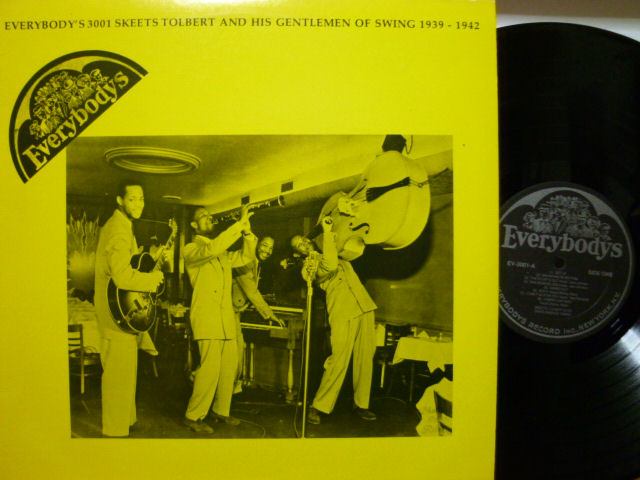 EVERYBODY'S 3001 SKEETS TOLBERT AND HIS GENTLEMEN OF SWING 1939 - 1942
Everybodys
Everybodys
EV-3001-A
SIDE ONE
EVERYBODYS RECORD INC., NEW YORK, N.Y.